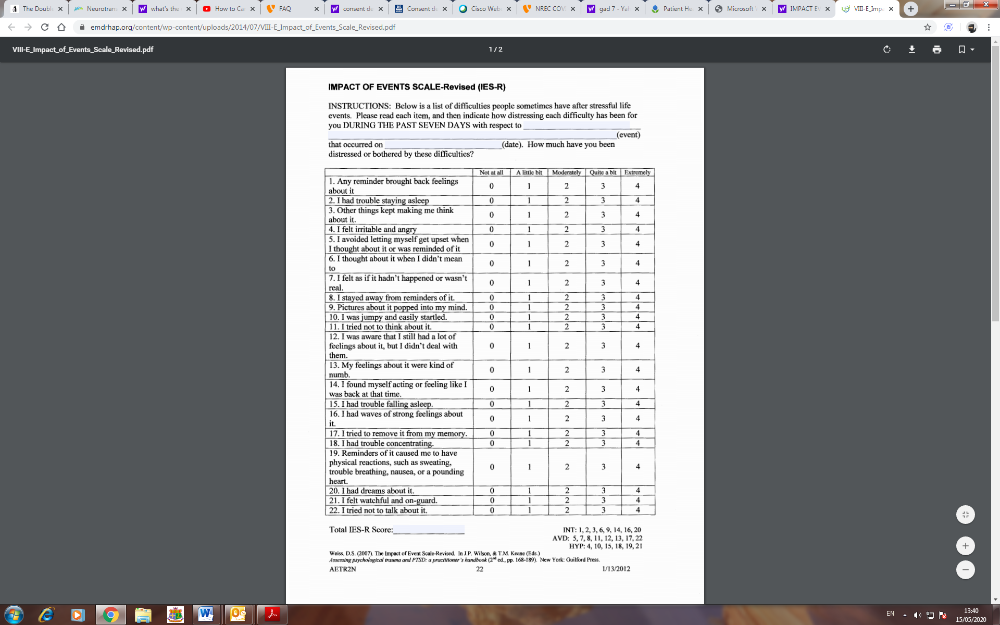 The Double
Neurotrans
what's the
How to Car
FAQ
consent de
Consent de
Cisco Webe
NREC COVI
gad 7 - Yah
Patient Hea
Microsoft
IMPACT EV
VIII-E_Impa
emdrhap.org/content/wp-content/uploads/2014/07/VIII-E_Impact_of_Events_Scale_Revised.pdf
VIII-E_Impact_of_Events_Scale_Revised.pdf
1 / 2
IMPACT OF EVENTS SCALE-Revised (IES-R)
INSTRUCTIONS: Below is a list of difficulties people sometimes have after stressful life
events. Please read each item, and then indicate how distressing each difficulty has been for
you DURING THE PAST SEVEN DAYS with respect to
(event)
that occurred on (date). How much have you been
distressed or bothered by these difficulties?
Not at all A little bit Moderately Quite a bit Extremely
1. Any reminder brought back feelings
about it 0 1 2 3 4
2. I had trouble staying asleep 0 1 2 3 4
3. Other things kept making me think
about it. 0 1 2 3 4
4. I felt irritable and angry 0 1 2 3 4
5. I avoided letting myself get upset when
I thought about it or was reminded of it 0 1 2 3 4
6. I thought about it when I didn't mean
to 0 1 2 3 4
7. I felt as if it hadn't happened or wasn't
real. 0 1 2 3 4
8. I stayed away from reminders of it. 0 1 2 3 4
9. Pictures about it popped into my mind. 0 1 2 3 4
10. I was jumpy and easily startled. 0 1 2 3 4
11. I tried not to think about it. 0 1 2 3 4
12. I was aware that I still had a lot of
feelings about it, but I didn't deal with 0 1 2 3 4
them.
13. My feelings about it were kind of
numb. 0 1 2 3 4
14. I found myself acting or feeling like I
was back at that time. 0 1 2 3 4
15. I had trouble falling asleep. 0 1 2 3 4
16. I had waves of strong feelings about
it. 0 1 2 3 4
17. I tried to remove it from my memory. 0 1 2 3 4
18. I had trouble concentrating. 0 1 2 3 4
19. Reminders of it caused me to have
physical reactions, such as sweating,
trouble breathing, nausea, or a pounding 0 1 2 3 4
heart.
20. I had dreams about it. 0 1 2 3 4
21. I felt watchful and on-guard. 0 1 2 3 4
22. I tried not to talk about it. 0 1 2 3 4
Total IES-R Score:
INT: 1, 2, 3, 6, 9, 14, 16, 20
AVD: 5, 7, 8, 11, 12, 13, 17, 22
HYP: 4, 10, 15, 18, 19, 21
Weiss, D.S. (2007). The Impact of Event Scale-Revised. In J.P. Wilson, & T.M. Keane (Eds.)
Assessing psychological trauma and PTSD: a practitioner's handbook (2nd ed., pp. 168-189). New York: Guilford Press.
AETR2N 22 1/13/2012
EN
13:40
15/05/2020